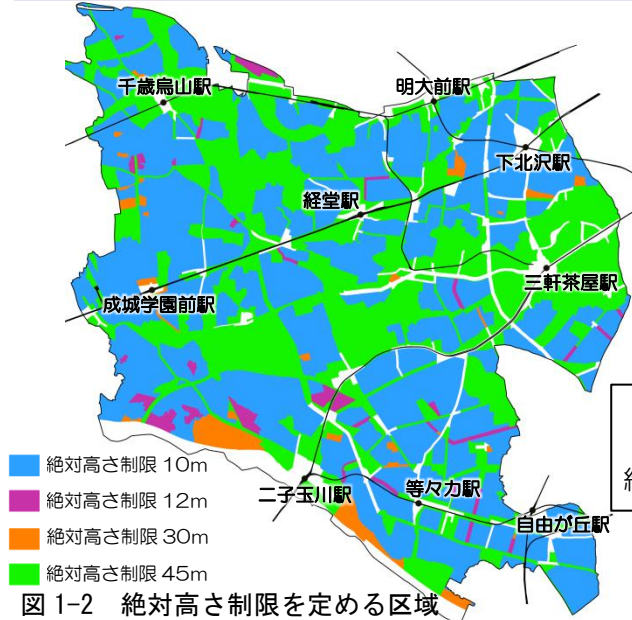 千歳烏山駅
明大前駅
下北沢駅
経堂駅
三軒茶屋駅
成城学園前駅
二子玉川駅
等々力駅
自由が丘駅
絶対高さ制限 10m
絶対高さ制限 12m
絶対高さ制限 30m
絶対高さ制限 45m
図 1-2 絶対高さ制限を定める区域